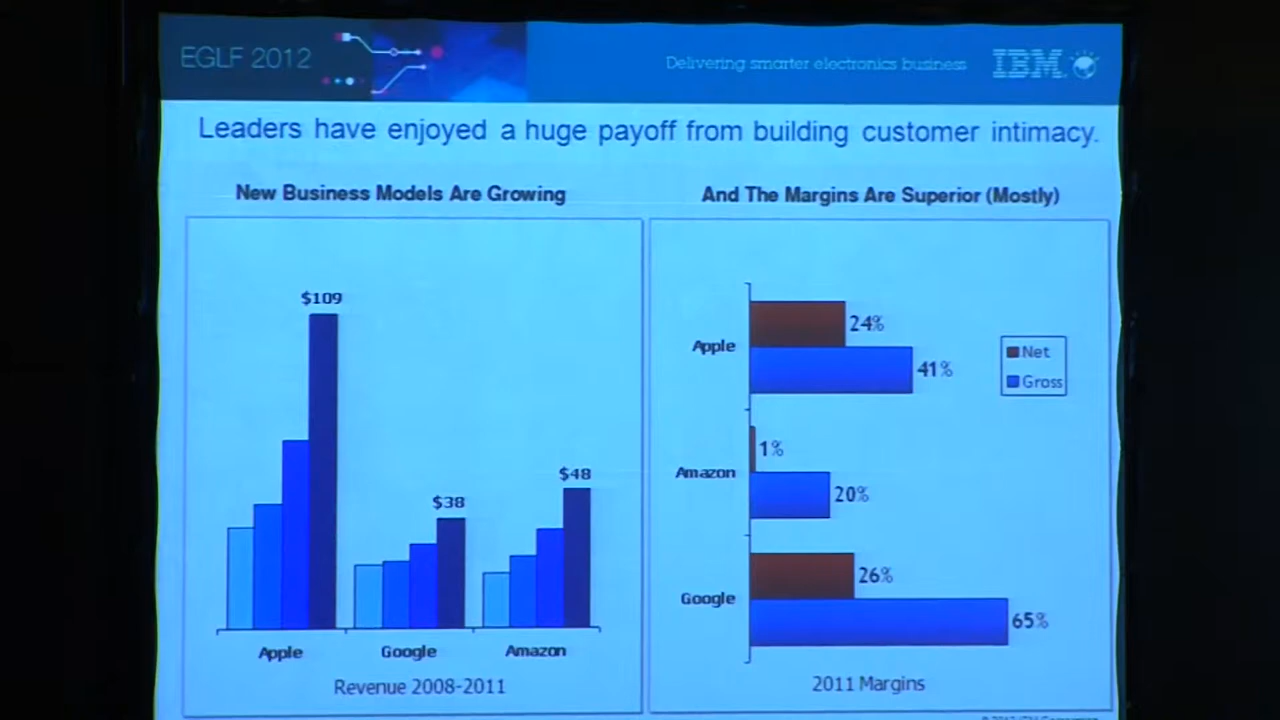 EGLF 2012
Delivering smarter electronics business
IBM
Leaders have enjoyed a huge payoff from building customer intimacy.
New Business Models Are Growing
$109
$38
$48
Apple
Google
Amazon
Revenue 2008-2011
And The Margins Are Superior (Mostly)
Apple
24%
41%
Net
Gross
Amazon
1%
20%
Google
26%
65%
2011 Margins